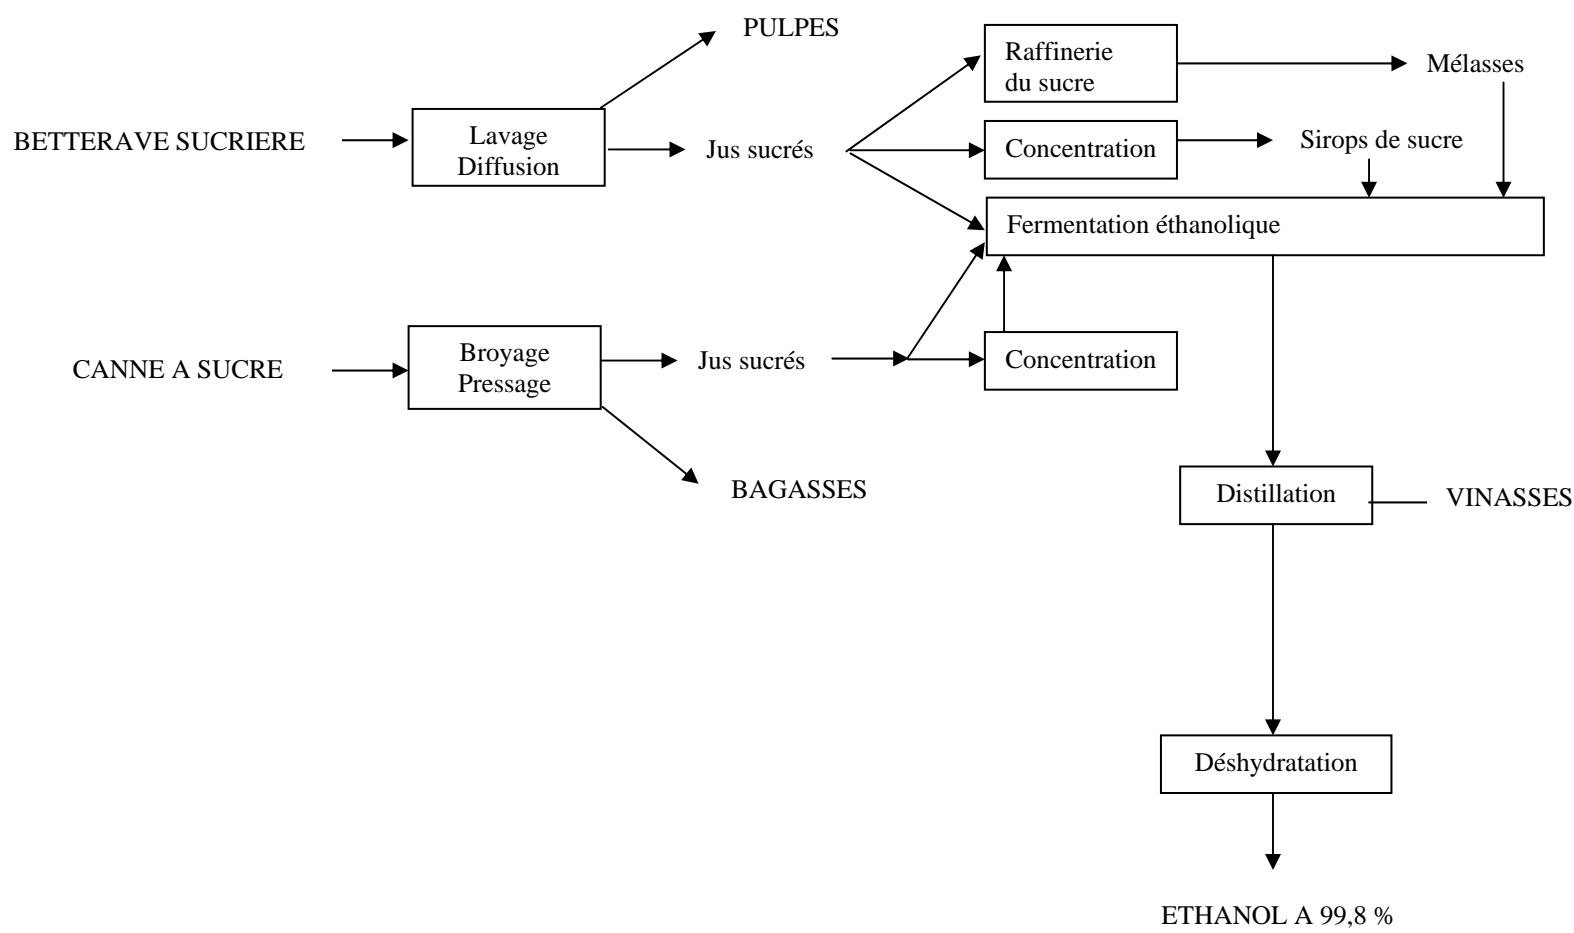 PULPES
Raffinerie
du sucre
Mélasses
BETTERAVE SUCRIERE
Lavage
Diffusion
Jus sucrés
Concentration
Sirops de sucre
Fermentation éthanolique
CANNE A SUCRE
Broyage
Pressage
Jus sucrés
Concentration
BAGASSES
Distillation
VINASSES
Déshydratation
ETHANOL A 99,8 %